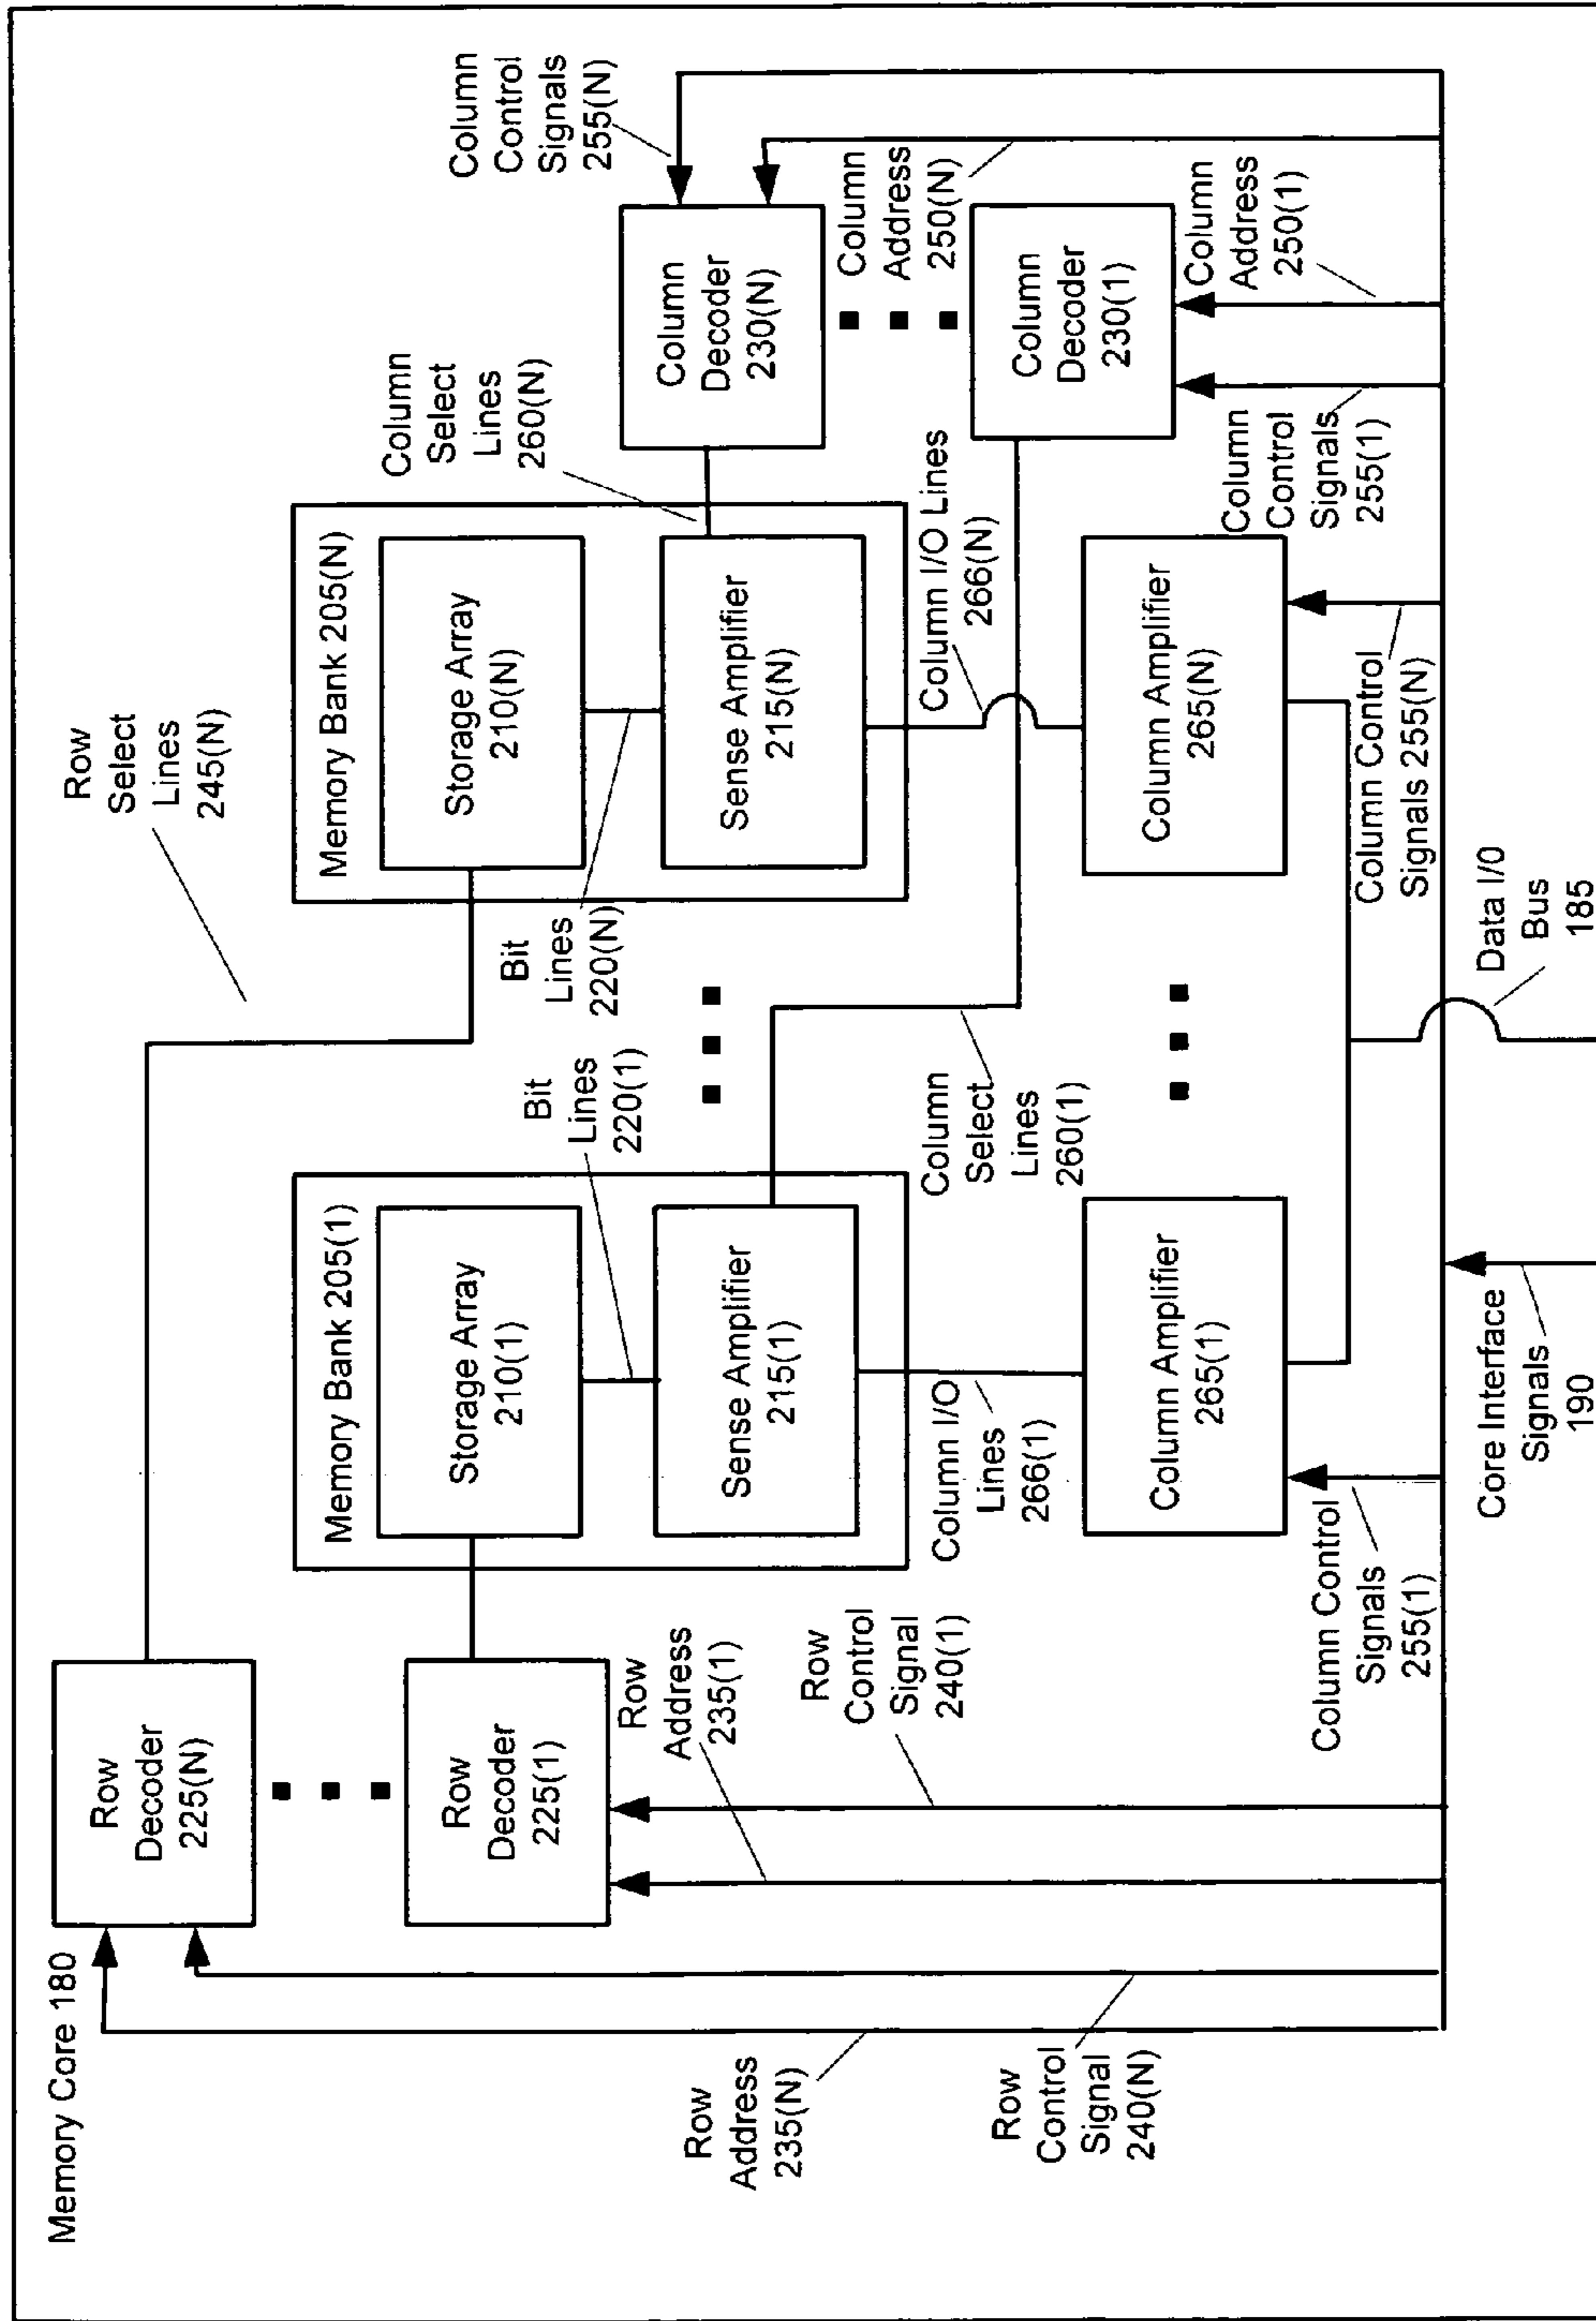 Memory Core 180
Row
Decoder
225(N)
Row
Select
Lines
245(N)
Row
Decoder
225(1)
Memory Bank 205(1)
Storage Array
210(1)
Sense Amplifier
215(1)
Bit
Lines
220(1)
Memory Bank 205(N)
Storage Array
210(N)
Sense Amplifier
215(N)
Bit
Lines
220(N)
Column
Select
Lines
260(N)
Column
Control
Signals
255(N)
Column
Decoder
230(N)
Column
Address
250(N)
Column
Decoder
230(1)
Row
Address
235(N)
Row
Control
Signal
240(N)
Row
Address
235(1)
Row
Control
Signal
240(1)
Column I/O
Lines
266(1)
Column
Select
Lines
260(1)
Column I/O Lines
266(N)
Column Amplifier
265(1)
Column Amplifier
265(N)
Column
Control
Signals
255(1)
Column
Address
250(1)
Column Control
Signals
255(1)
Column Control
Signals 255(N)
Core Interface
Signals
190
Data I/0
Bus
185